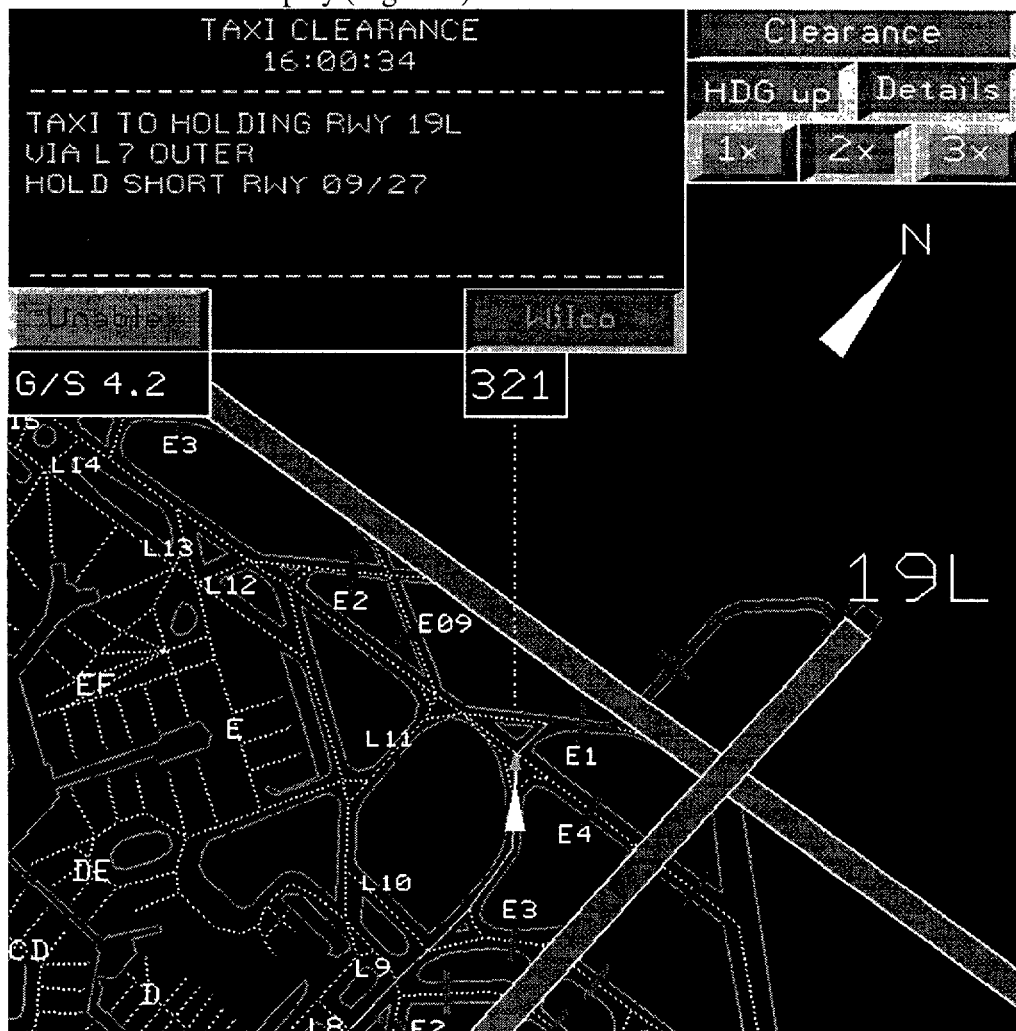 TAXI CLEARANCE
16:00:34
TAXI TO HOLDING RWY 19L
VIA L7 OUTER
HOLD SHORT RWY 09/27
Unable
Wilco
Clearance
HDG up
Details
1x
2x
3x
N
G/S 4.2
321
E3
L14
L13
L12
E2
E09
19L
EF
E
L11
E1
E4
DE
L10
E3
CD
D
L9
L8
E2